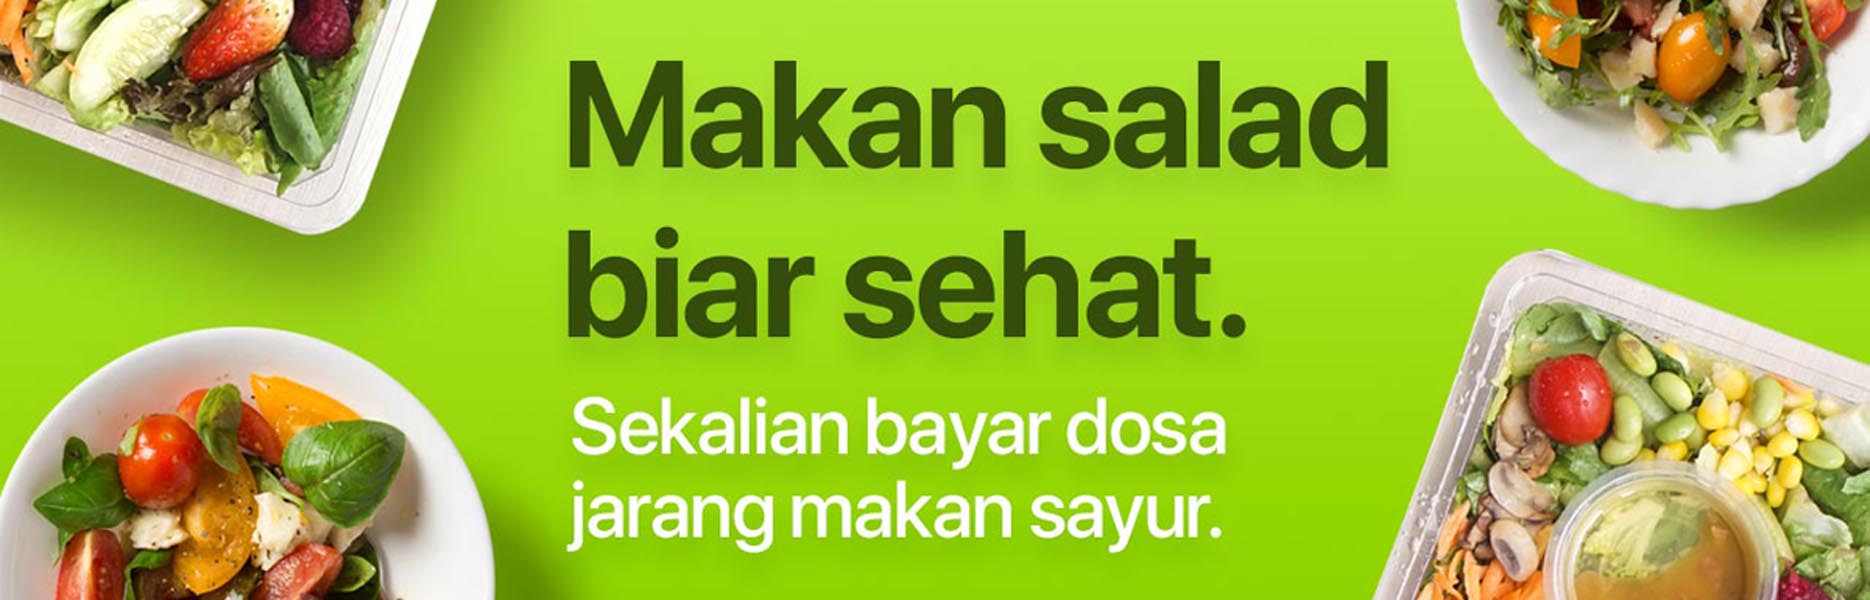 Makan salad
biar sehat.
Sekalian bayar dosa
jarang makan sayur.